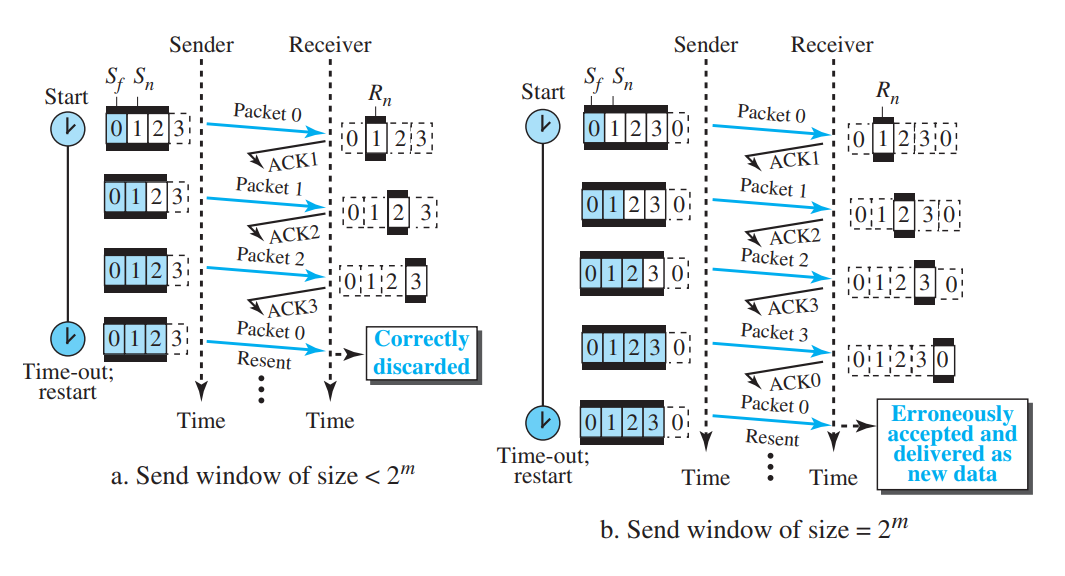 Sender Receiver
Start
Sf Sn
Rn
0 1 2 3
Packet 0
0 1 2 3
ACK1
0 1 2 3
Packet 1
0 1 2 3
ACK2
0 1 2 3
Packet 2
0 1 2 3
ACK3
0 1 2 3
Packet 0
Resent
Correctly
discarded
Time-out;
restart
Time Time
a. Send window of size < 2^m
Sender Receiver
Start
Sf Sn
Rn
0 1 2 3 0
Packet 0
0 1 2 3 0
ACK1
0 1 2 3 0
Packet 1
0 1 2 3 0
ACK2
0 1 2 3 0
Packet 2
0 1 2 3 0
ACK3
0 1 2 3 0
Packet 3
0 1 2 3 0
ACK0
0 1 2 3 0
Packet 0
Resent
Erroneously
accepted and
delivered as
new data
Time-out;
restart
Time Time
b. Send window of size = 2^m